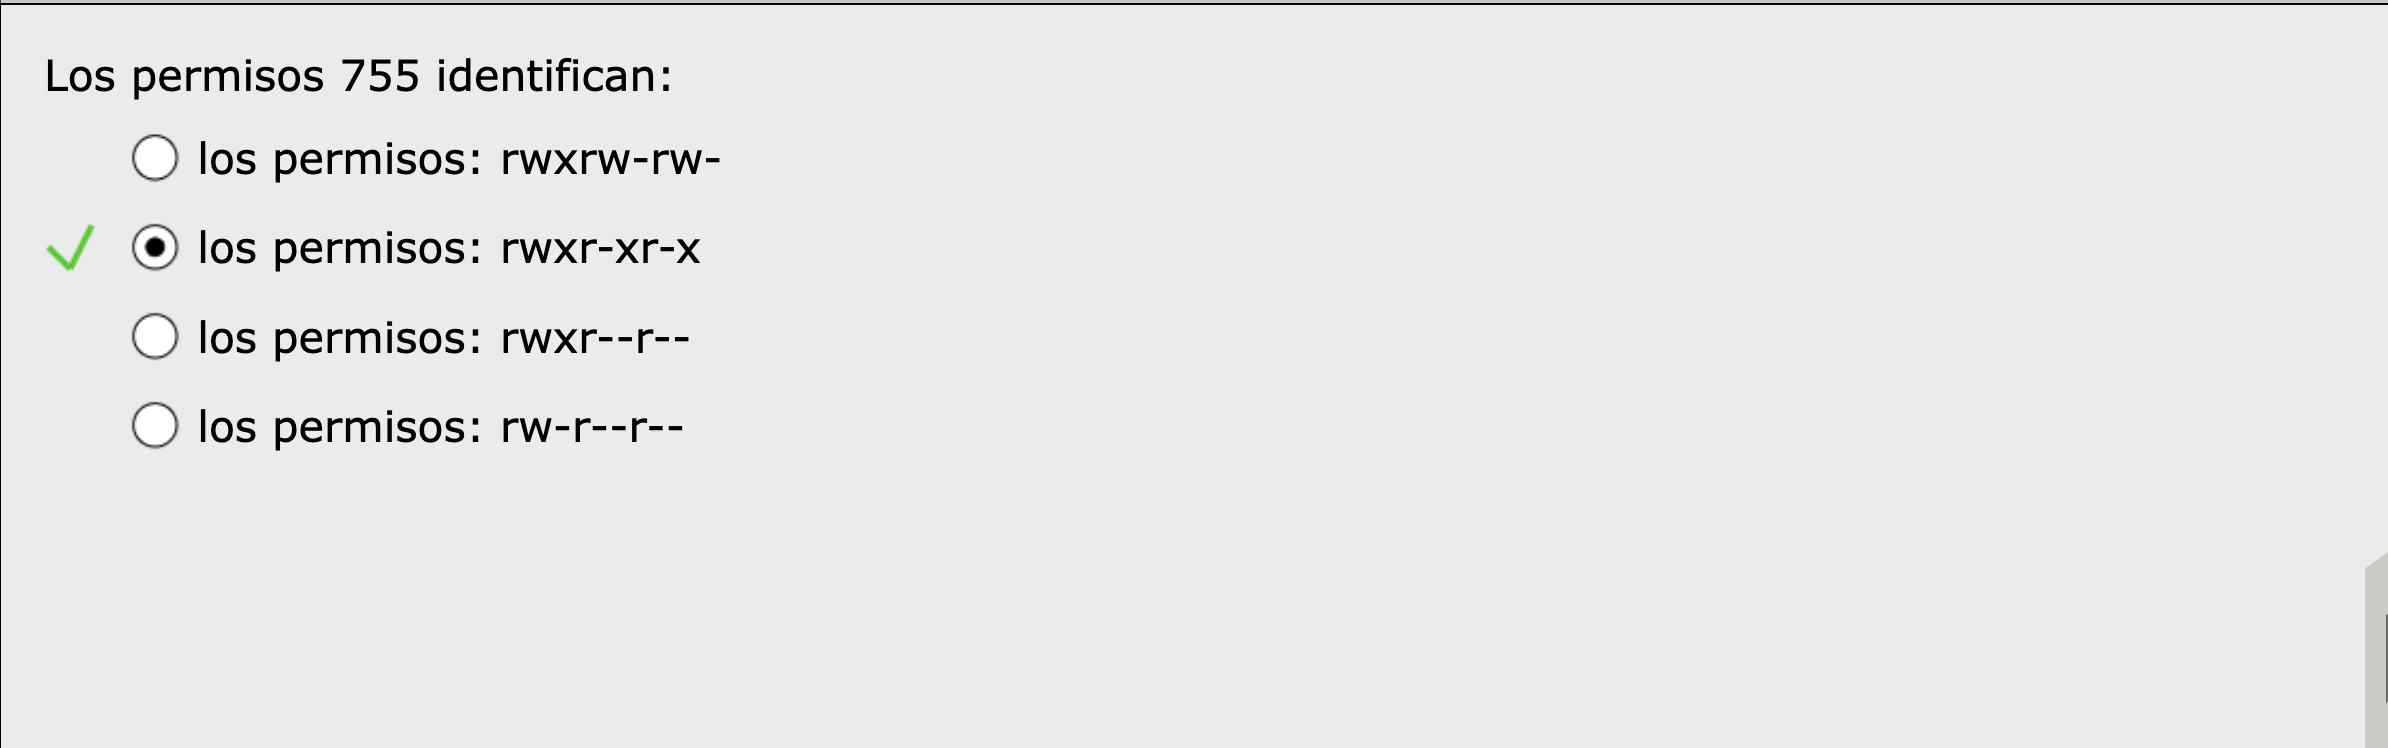 Los permisos 755 identifican:
los permisos: rwxrw-rw-
los permisos: rwxr-xr-x
los permisos: rwxr--r--
los permisos: rw-r--r--